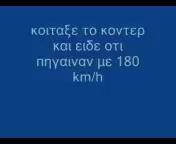 κοιταξε το κοντερ
και ειδε οτι
πηγαιναν με 180
km/h